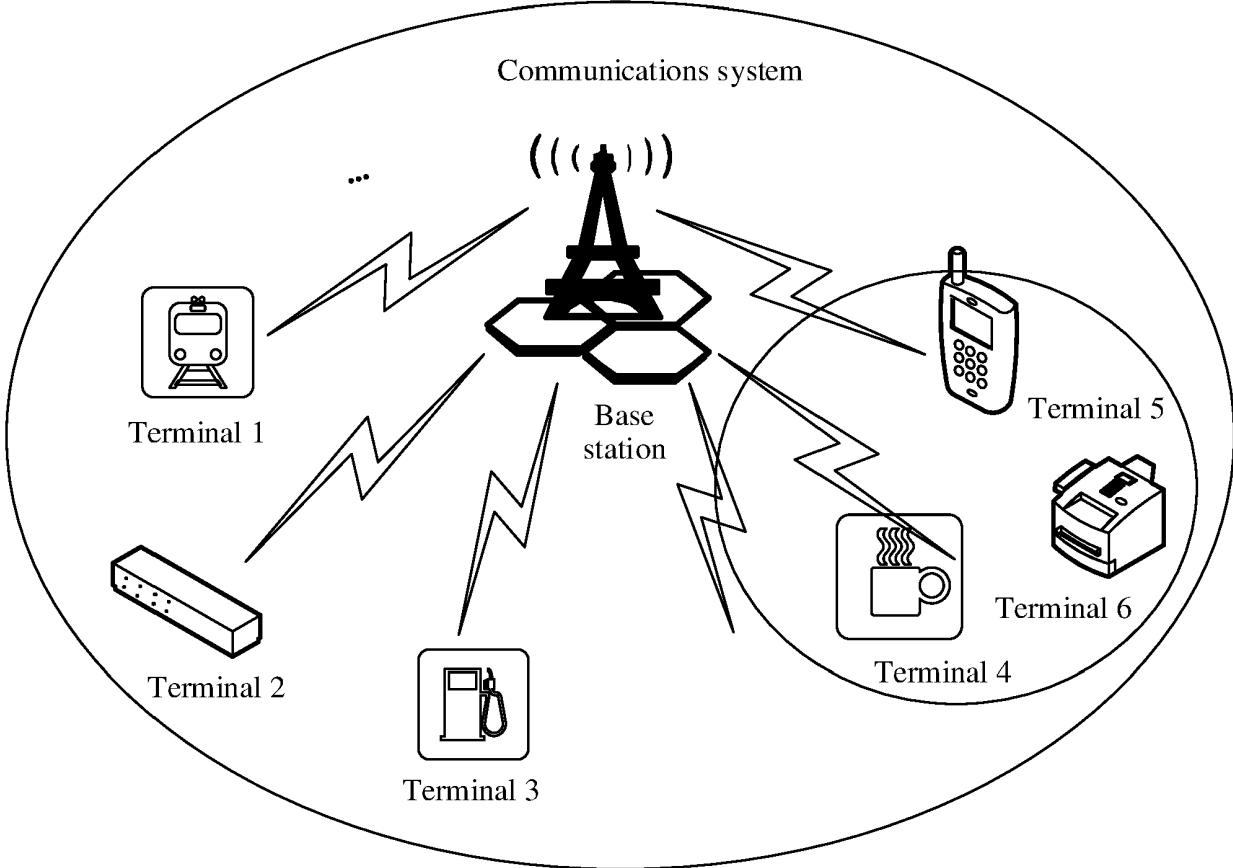 Communications system
...
Terminal 1
Base
station
Terminal 5
Terminal 6
Terminal 2
Terminal 4
Terminal 3